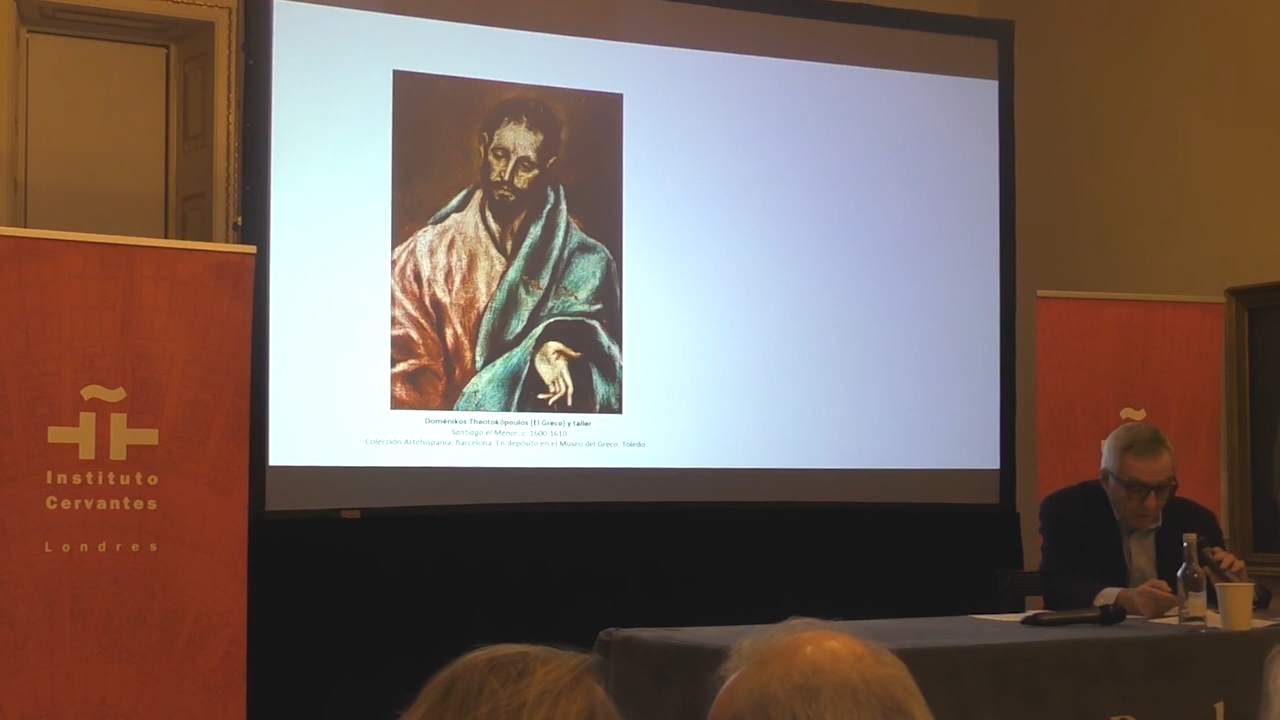 Instituto
Cervantes
Londres
Doménikos Theotokópoulos (El Greco) y taller
Santiago el Menor, c. 1600-1610
Colección Artehispania, Barcelona. En depósito en el Museo del Greco, Toledo